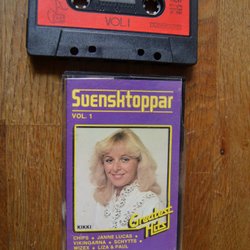 VOL. 1
Svensktoppar
VOL. 1
KIKKI
Greatest
Hits
CHIPS ★ JANNE LUCAS ★
VIKINGARNA ★ SCHYTTS ★
WIZEX ★ LIZA & PAUL